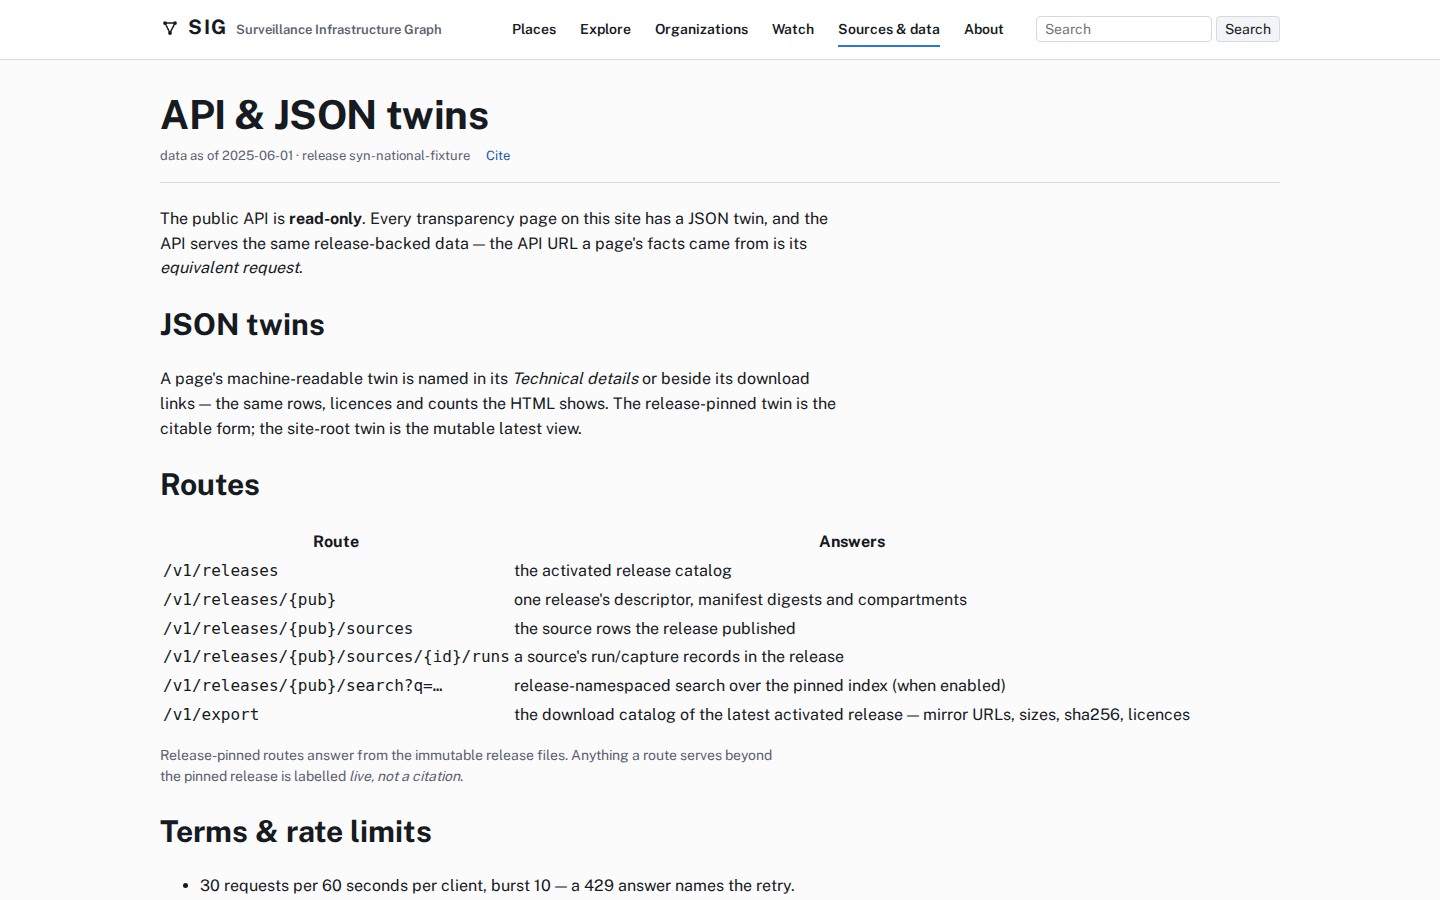 SIG Surveillance Infrastructure Graph Places Explore Organizations Watch Sources & data About Search Search
API & JSON twins
data as of 2025-06-01 · release syn-national-fixture Cite
The public API is read-only. Every transparency page on this site has a JSON twin, and the
API serves the same release-backed data — the API URL a page's facts came from is its
equivalent request.
JSON twins
A page's machine-readable twin is named in its Technical details or beside its download
links — the same rows, licences and counts the HTML shows. The release-pinned twin is the
citable form; the site-root twin is the mutable latest view.
Routes
Route Answers
/v1/releases the activated release catalog
/v1/releases/{pub} one release's descriptor, manifest digests and compartments
/v1/releases/{pub}/sources the source rows the release published
/v1/releases/{pub}/sources/{id}/runs a source's run/capture records in the release
/v1/releases/{pub}/search?q=… release-namespaced search over the pinned index (when enabled)
/v1/export the download catalog of the latest activated release — mirror URLs, sizes, sha256, licences
Release-pinned routes answer from the immutable release files. Anything a route serves beyond
the pinned release is labelled live, not a citation.
Terms & rate limits
• 30 requests per 60 seconds per client, burst 10 — a 429 answer names the retry.